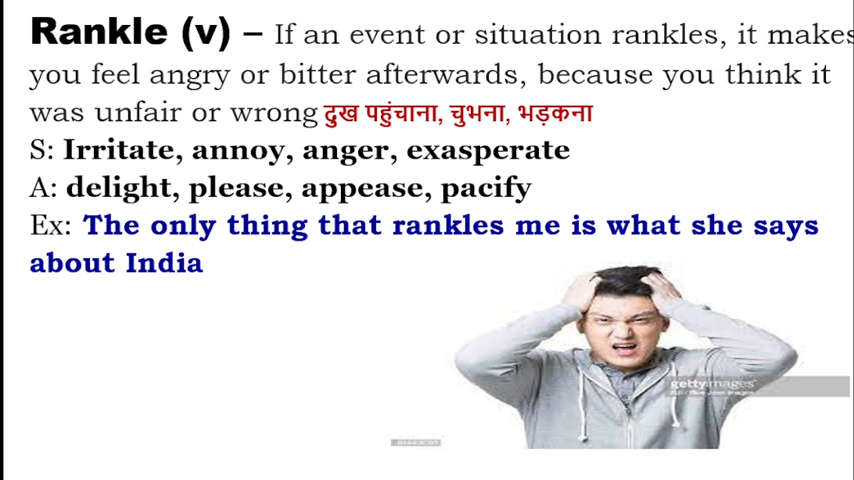 Rankle (v) – If an event or situation rankles, it makes
you feel angry or bitter afterwards, because you think it
was unfair or wrong दुख पहुंचाना, चुभना, भड़कना
S: Irritate, annoy, anger, exasperate
A: delight, please, appease, pacify
Ex: The only thing that rankles me is what she says
about India
gettyimages